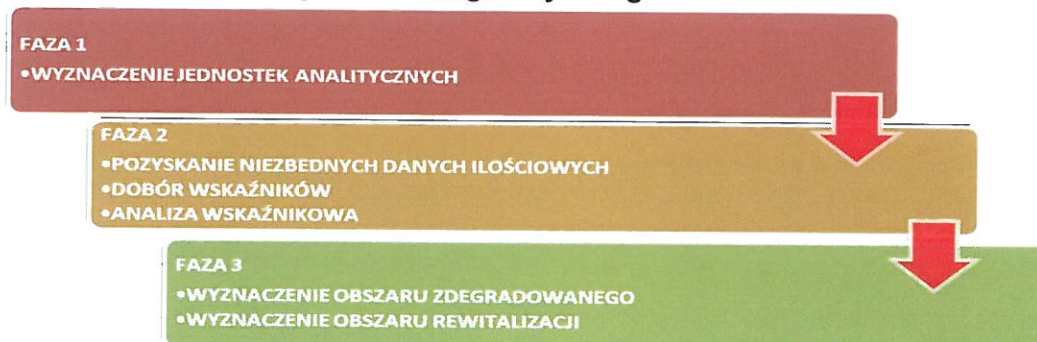 FAZA 1
•WYZNACZENIE JEDNOSTEK ANALITYCZNYCH
FAZA 2
•POZYSKANIE NIEZBEDNYCH DANYCH ILOŚCIOWYCH
•DOBÓR WSKAŹNIKÓW
•ANALIZA WSKAŹNIKOWA
FAZA 3
•WYZNACZENIE OBSZARU ZDEGRADOWANEGO
•WYZNACZENIE OBSZARU REWITALIZACJI